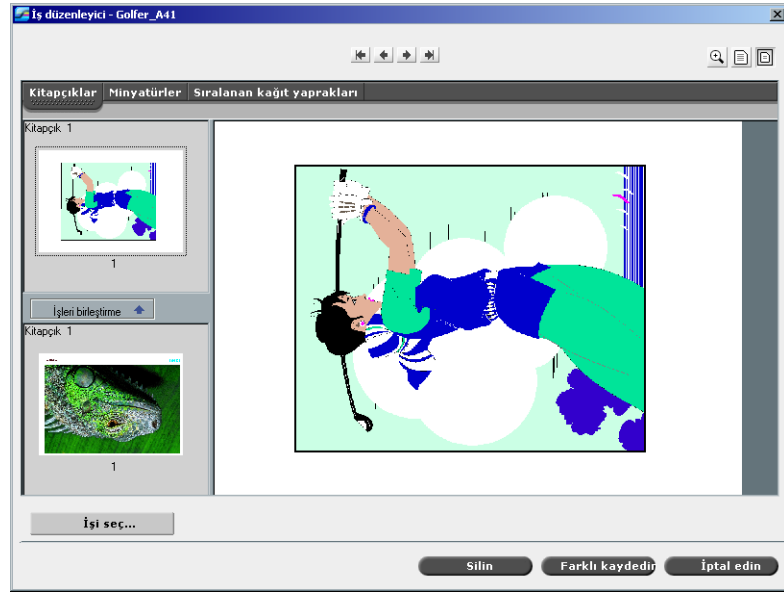 İş düzenleyici - Golfer_A41
Kitapçıklar Minyatürler Sıralanan kağıt yaprakları
Kitapçık 1
1
İşleri birleştirme
Kitapçık 1
1
İşi seç...
Silin Farklı kaydedin İptal edin